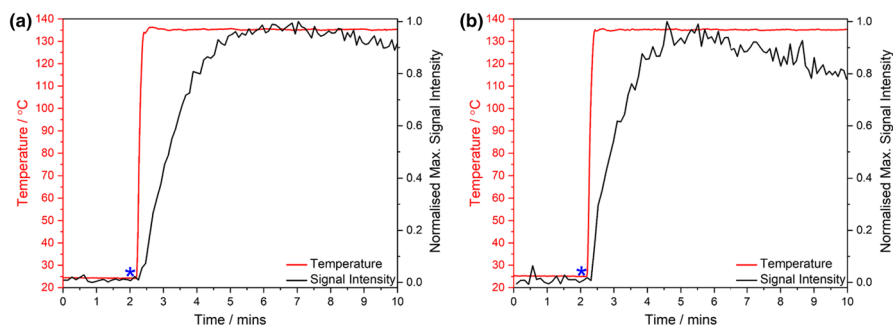 (a)
140
130
120
110
100
90
80
70
60
50
40
30
20
Temperature / °C
1.0
0.8
0.6
0.4
0.2
0.0
Normalised Max. Signal Intensity
*
Temperature
Signal Intensity
0 1 2 3 4 5 6 7 8 9 10
Time / mins
(b)
140
130
120
110
100
90
80
70
60
50
40
30
20
Temperature / °C
1.0
0.8
0.6
0.4
0.2
0.0
Normalised Max. Signal Intensity
*
Temperature
Signal Intensity
0 1 2 3 4 5 6 7 8 9 10
Time / mins